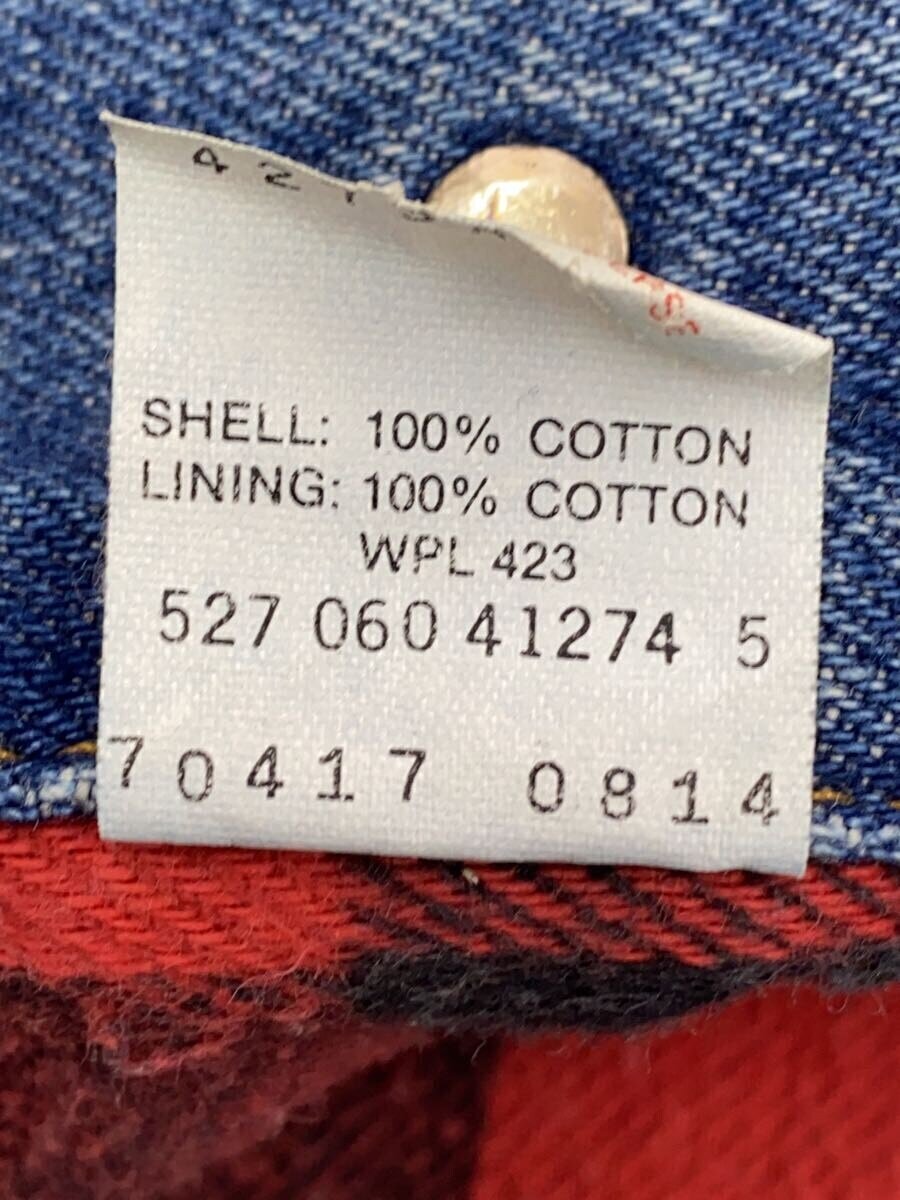 SHELL: 100% COTTON
LINING: 100% COTTON
WPL 423
527 060 41274 5
70417 0814